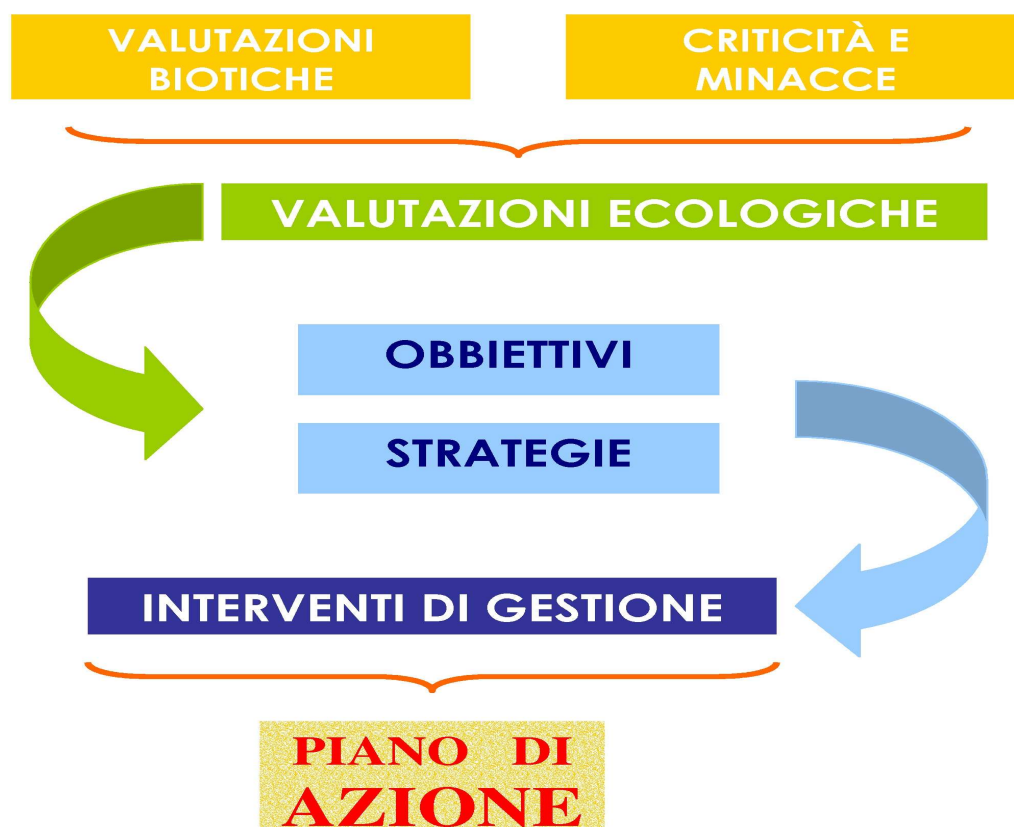 VALUTAZIONI
BIOTICHE
CRITICITÀ E
MINACCE
VALUTAZIONI ECOLOGICHE
OBBIETTIVI
STRATEGIE
INTERVENTI DI GESTIONE
PIANO DI
AZIONE